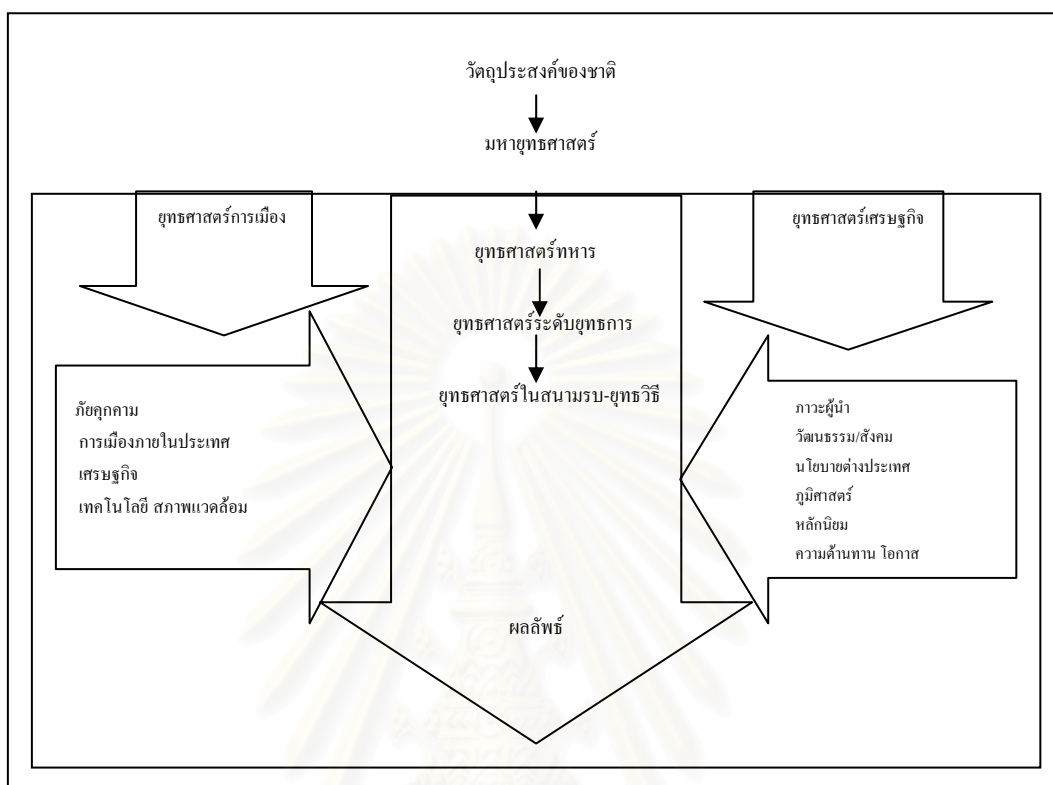 วัตถุประสงค์ของชาติ
มหายุทธศาสตร์
ยุทธศาสตร์การเมือง
ยุทธศาสตร์เศรษฐกิจ
ยุทธศาสตร์ทหาร
ยุทธศาสตร์ระดับยุทธการ
ยุทธศาสตร์ในสนามรบ-ยุทธวิธี
ภัยคุกคาม
การเมืองภายในประเทศ
เศรษฐกิจ
เทคโนโลยี สภาพแวดล้อม
ภาวะผู้นำ
วัฒนธรรม/สังคม
นโยบายต่างประเทศ
ภูมิศาสตร์
หลักนิยม
ความต้านทาน โอกาส
ผลลัพธ์